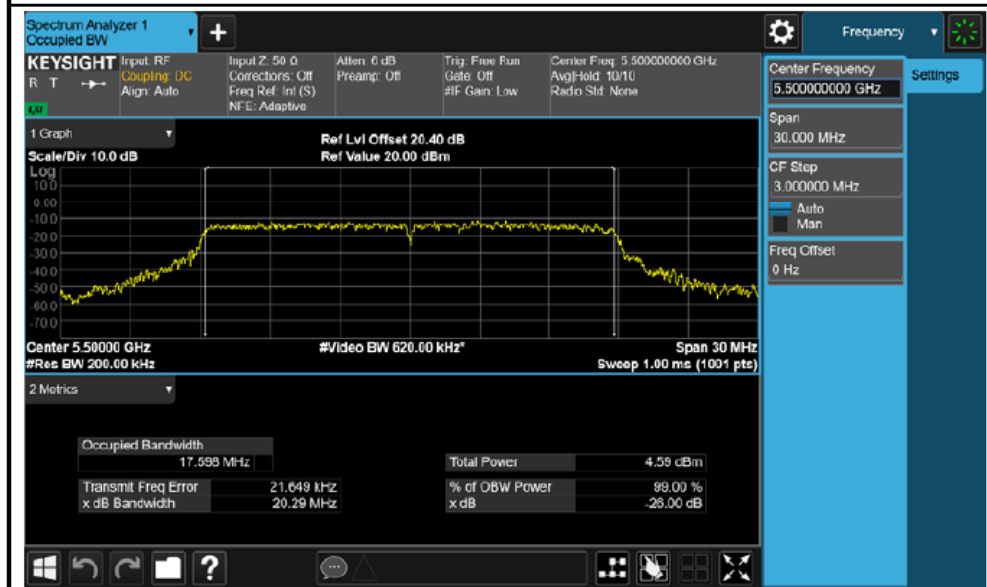 Spectrum Analyzer 1
Occupied BW
+
Frequency
KEYSIGHT
R T
Input: RF
Coupling: DC
Align: Auto
Input Z: 50 Ω
Corrections: Off
Freq Ref: Int (S)
NFE: Adaptive
Atten: 6 dB
Preamp: Off
Trig: Free Run
Gate: Off
#IF Gain: Low
Center Freq: 5.500000000 GHz
Avg|Hold: 10/10
Radio Std: None
Center Frequency
5.500000000 GHz
Settings
Span
30.000 MHz
CF Step
3.000000 MHz
Auto
Man
Freq Offset
0 Hz
1 Graph
Scale/Div 10.0 dB
Ref Lvl Offset 20.40 dB
Ref Value 20.00 dBm
Log
10.0
0.00
-10.0
-20.0
-30.0
-40.0
-50.0
-60.0
-70.0
Center 5.50000 GHz
#Video BW 620.00 kHz*
Span 30 MHz
#Res BW 200.00 kHz
Sweep 1.00 ms (1001 pts)
2 Metrics
Occupied Bandwidth
17.598 MHz
Total Power
4.59 dBm
Transmit Freq Error
21.649 kHz
% of OBW Power
99.00 %
x dB Bandwidth
20.29 MHz
x dB
-26.00 dB
?